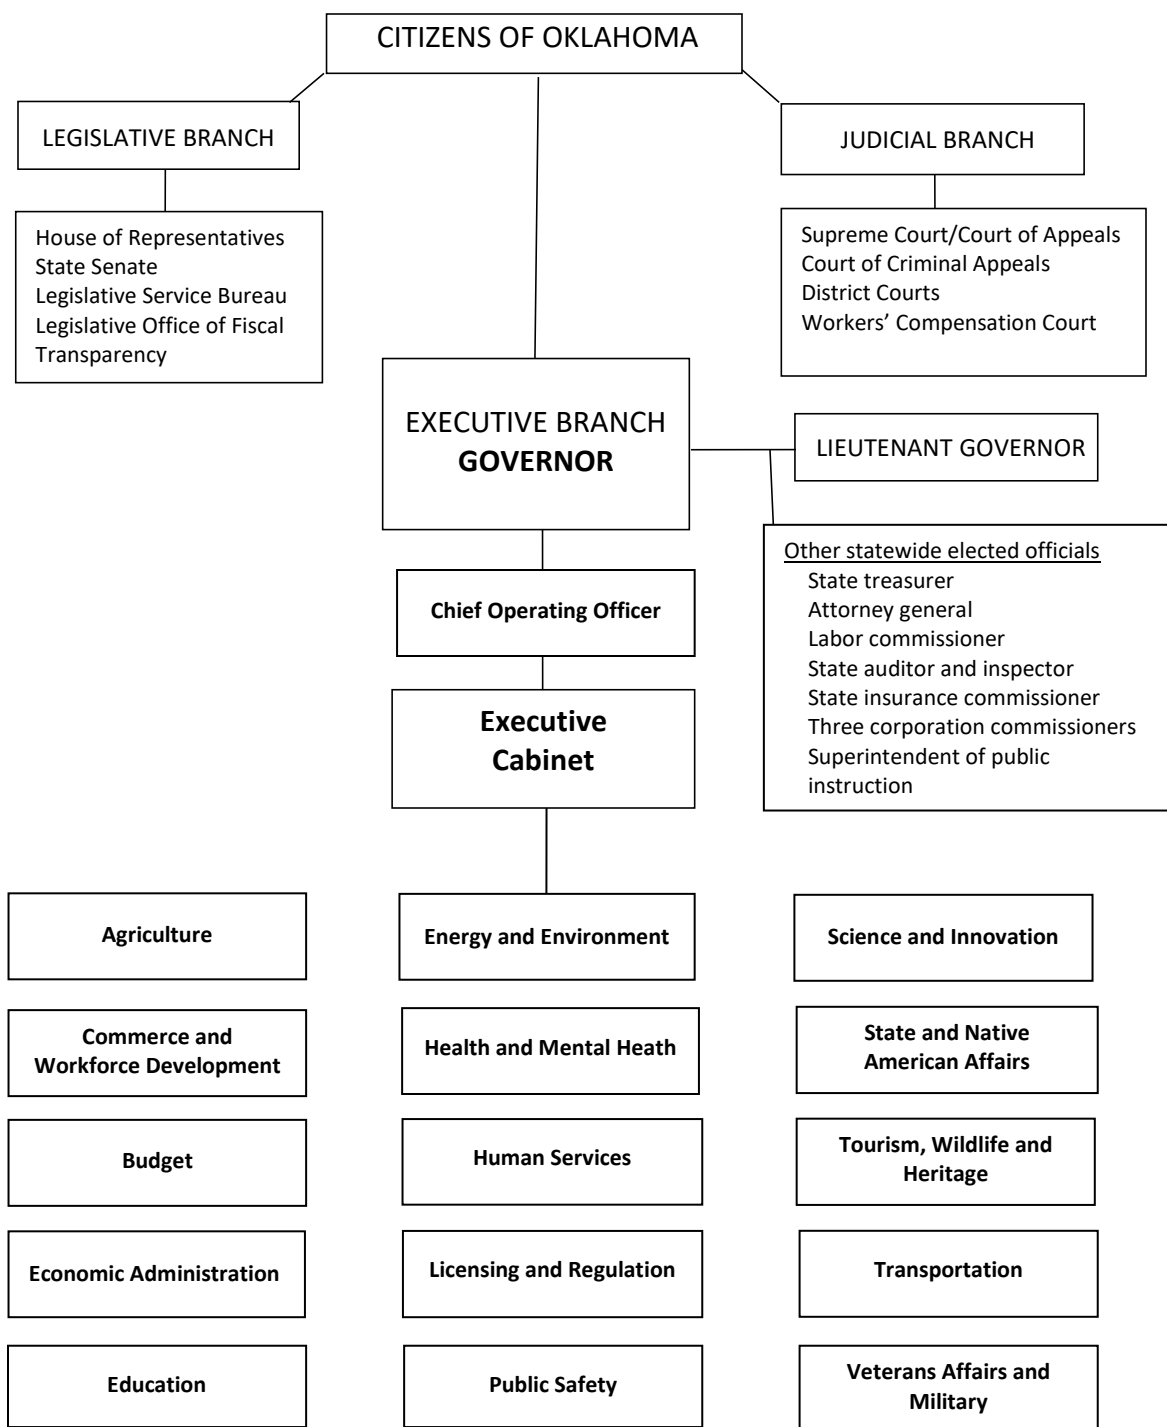 CITIZENS OF OKLAHOMA
LEGISLATIVE BRANCH
JUDICIAL BRANCH
House of Representatives
State Senate
Legislative Service Bureau
Legislative Office of Fiscal
Transparency
Supreme Court/Court of Appeals
Court of Criminal Appeals
District Courts
Workers’ Compensation Court
EXECUTIVE BRANCH
GOVERNOR
LIEUTENANT GOVERNOR
Other statewide elected officials
State treasurer
Attorney general
Labor commissioner
State auditor and inspector
State insurance commissioner
Three corporation commissioners
Superintendent of public
instruction
Chief Operating Officer
Executive
Cabinet
Agriculture
Energy and Environment
Science and Innovation
Commerce and
Workforce Development
Health and Mental Heath
State and Native
American Affairs
Budget
Human Services
Tourism, Wildlife and
Heritage
Economic Administration
Licensing and Regulation
Transportation
Education
Public Safety
Veterans Affairs and
Military